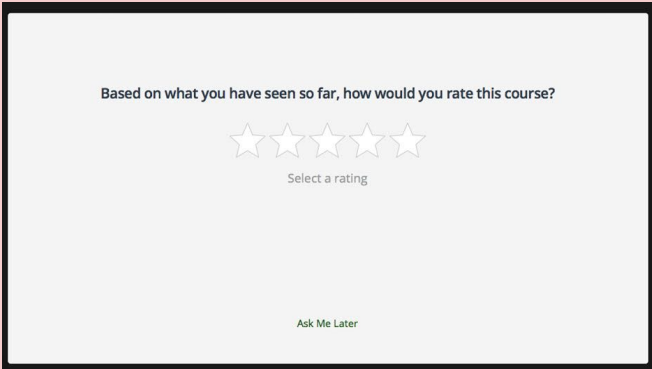 Based on what you have seen so far, how would you rate this course?
Select a rating
Ask Me Later